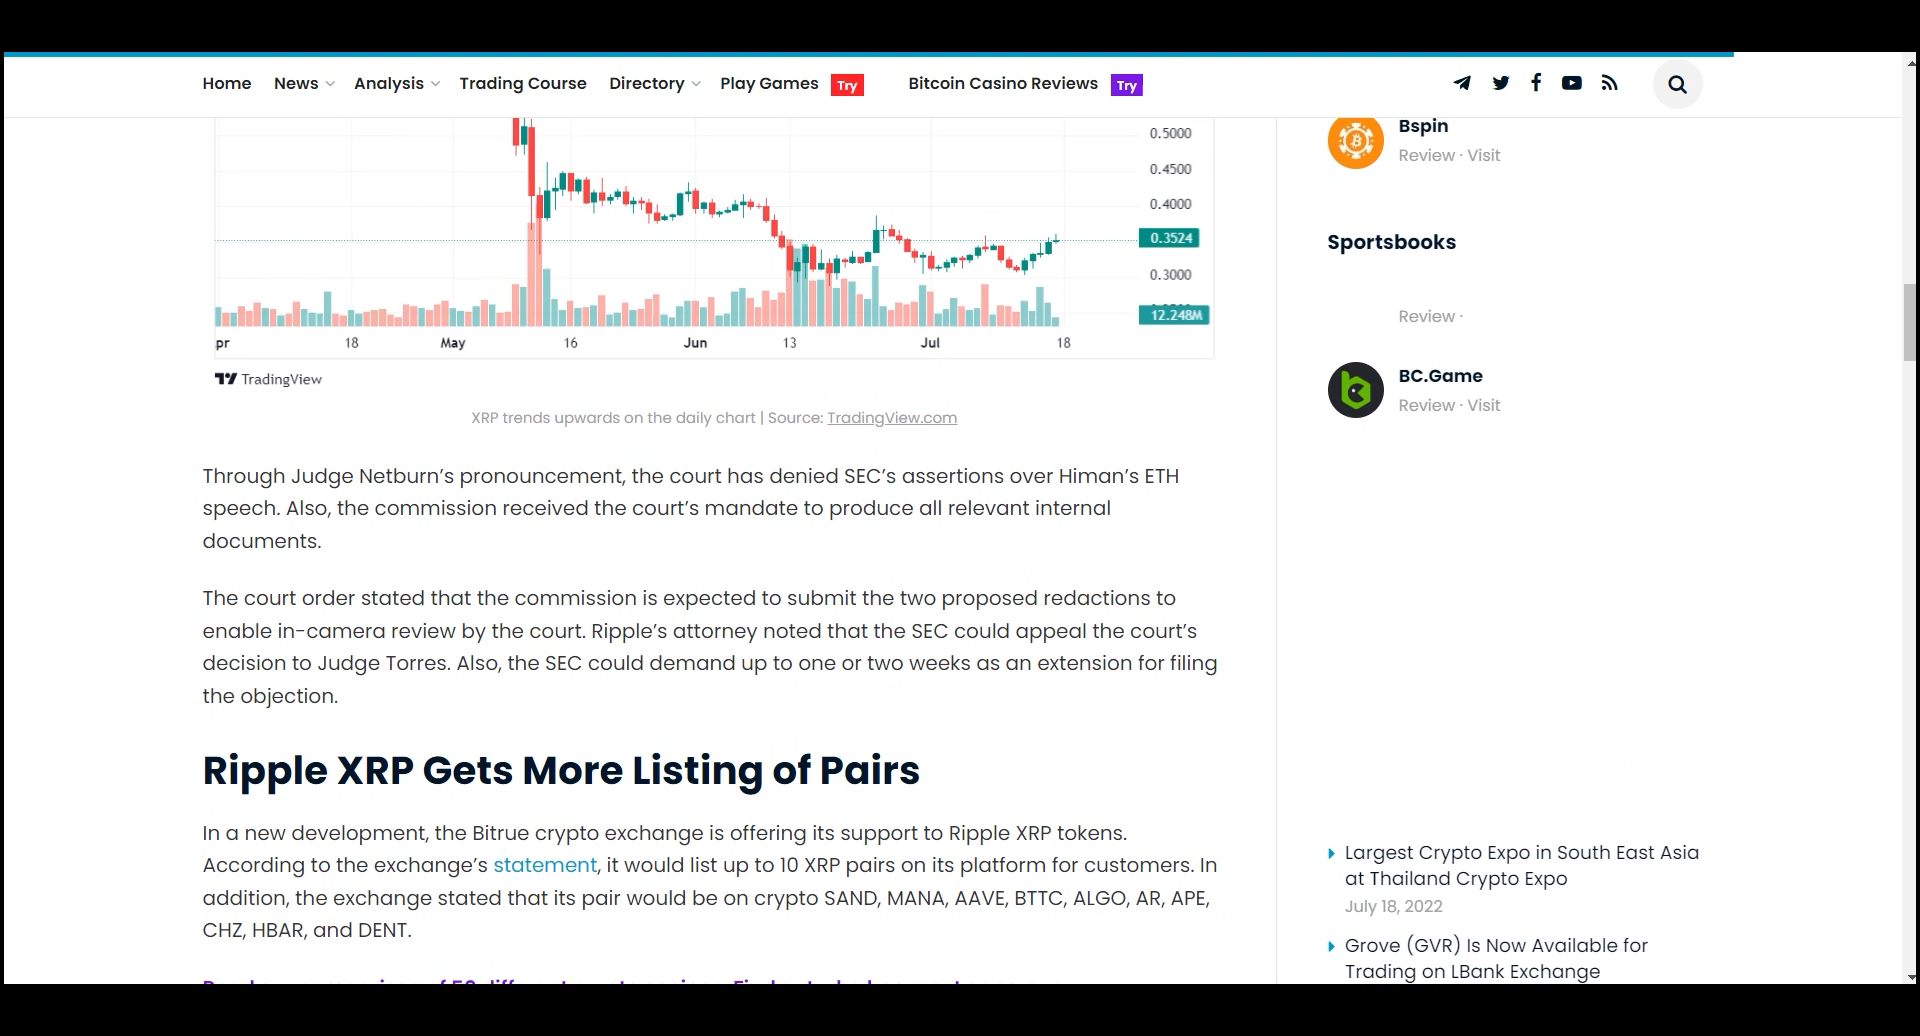 Home News Analysis Trading Course Directory Play Games Try Bitcoin Casino Reviews Try
0.5000
0.4500
0.4000
0.3524
0.3000
12.248M
pr 18 May 16 Jun 13 Jul 18
TradingView
XRP trends upwards on the daily chart | Source: TradingView.com
Through Judge Netburn’s pronouncement, the court has denied SEC’s assertions over Himan’s ETH
speech. Also, the commission received the court’s mandate to produce all relevant internal
documents.
The court order stated that the commission is expected to submit the two proposed redactions to
enable in-camera review by the court. Ripple’s attorney noted that the SEC could appeal the court’s
decision to Judge Torres. Also, the SEC could demand up to one or two weeks as an extension for filing
the objection.
Ripple XRP Gets More Listing of Pairs
In a new development, the Bitrue crypto exchange is offering its support to Ripple XRP tokens.
According to the exchange’s statement, it would list up to 10 XRP pairs on its platform for customers. In
addition, the exchange stated that its pair would be on crypto SAND, MANA, AAVE, BTTC, ALGO, AR, APE,
CHZ, HBAR, and DENT.
Bspin
Review · Visit
Sportsbooks
Review ·
BC.Game
Review · Visit
Largest Crypto Expo in South East Asia
at Thailand Crypto Expo
July 18, 2022
Grove (GVR) Is Now Available for
Trading on LBank Exchange